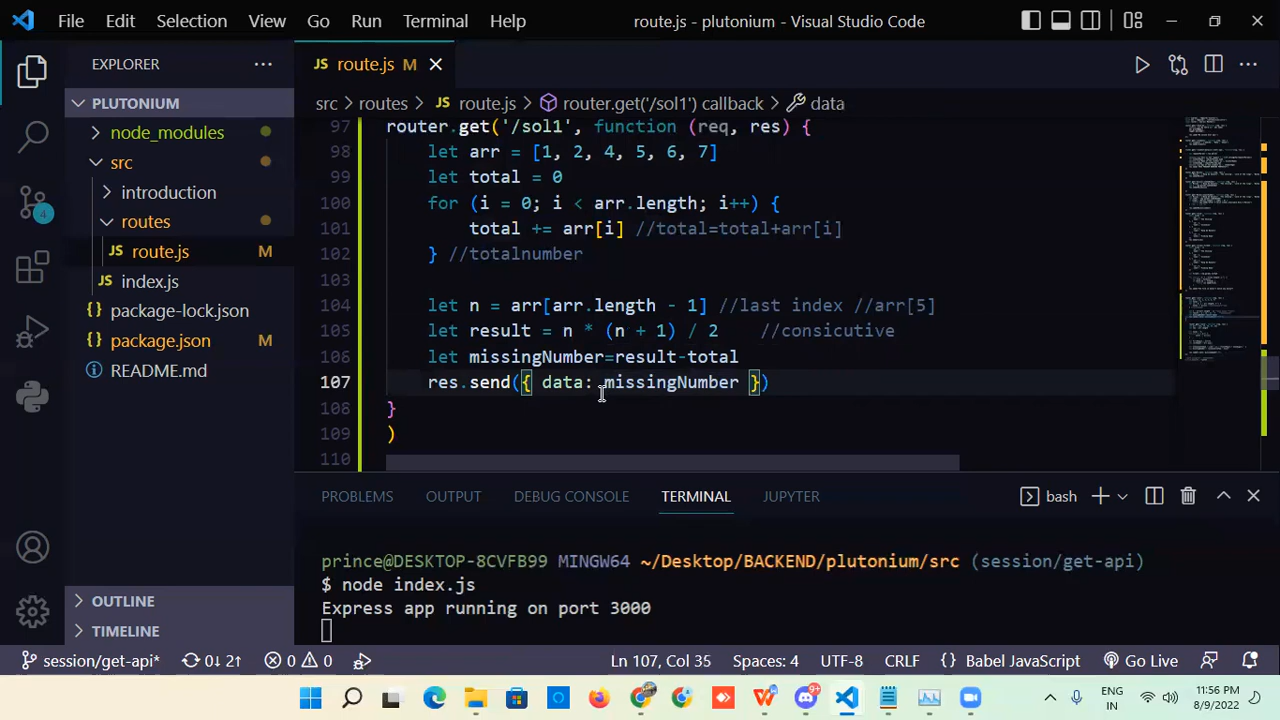 File Edit Selection View Go Run Terminal Help route.js - plutonium - Visual Studio Code
EXPLORER
PLUTONIUM
node_modules
src
introduction
routes
JS route.js M
JS index.js
{} package-lock.json
{} package.json
README.md
OUTLINE
TIMELINE
JS route.js M
src > routes > JS route.js > router.get('/sol1') callback > data
97 router.get('/sol1', function (req, res) {
98 let arr = [1, 2, 4, 5, 6, 7]
99 let total = 0
100 for (i = 0; i < arr.length; i++) {
101 total += arr[i] //total=total+arr[i]
102 } //totalnumber
103
104 let n = arr[arr.length - 1] //last index //arr[5]
105 let result = n * (n + 1) / 2 //consicutive
106 let missingNumber=result-total
107 res.send({ data: missingNumber })
108 }
109 )
110
PROBLEMS OUTPUT DEBUG CONSOLE TERMINAL JUPYTER bash
prince@DESKTOP-8CVFB99 MINGW64 ~/Desktop/BACKEND/plutonium/src (session/get-api)
$ node index.js
Express app running on port 3000
4
session/get-api* 0↓ 2↑ 0 0 Ln 107, Col 35 Spaces: 4 UTF-8 CRLF {} Babel JavaScript Go Live
9+
ENG
IN
11:56 PM
8/9/2022